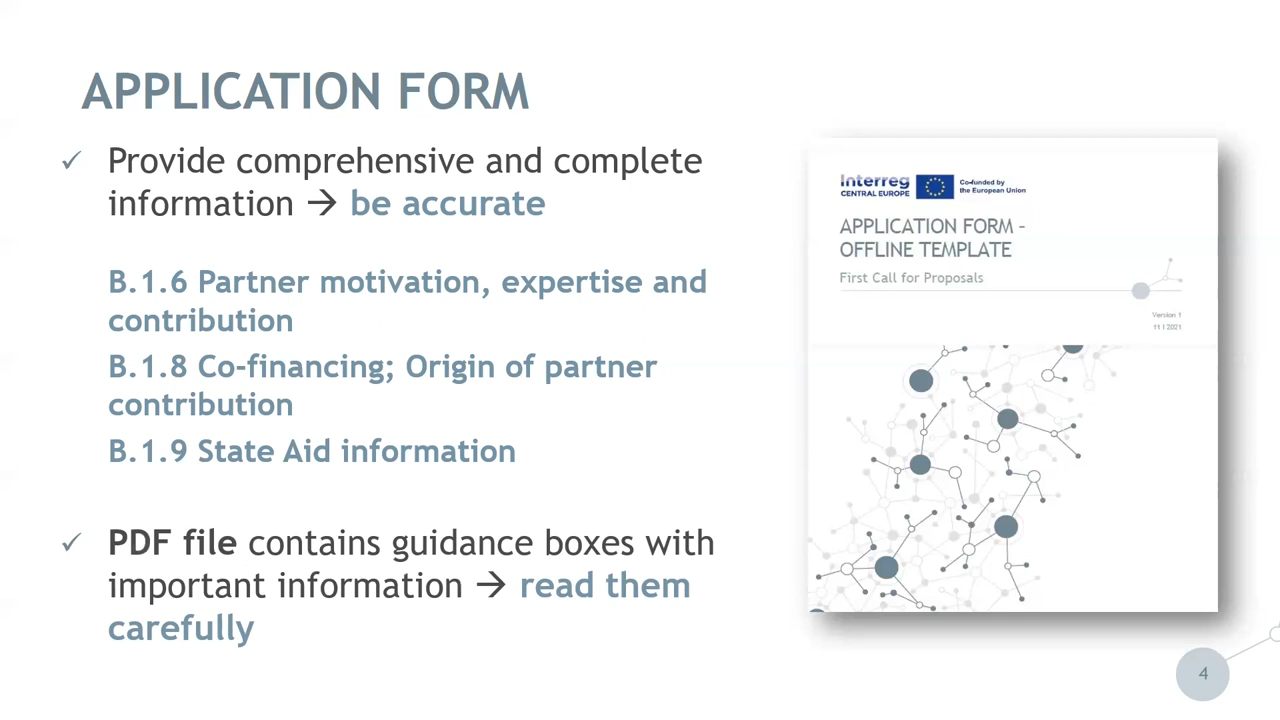 APPLICATION FORM
✓ Provide comprehensive and complete
information → be accurate
B.1.6 Partner motivation, expertise and
contribution
B.1.8 Co-financing; Origin of partner
contribution
B.1.9 State Aid information
✓ PDF file contains guidance boxes with
important information → read them
carefully
Interreg
CENTRAL EUROPE
Co-funded by
the European Union
APPLICATION FORM –
OFFLINE TEMPLATE
First Call for Proposals
Version 1
11 I 2021
4